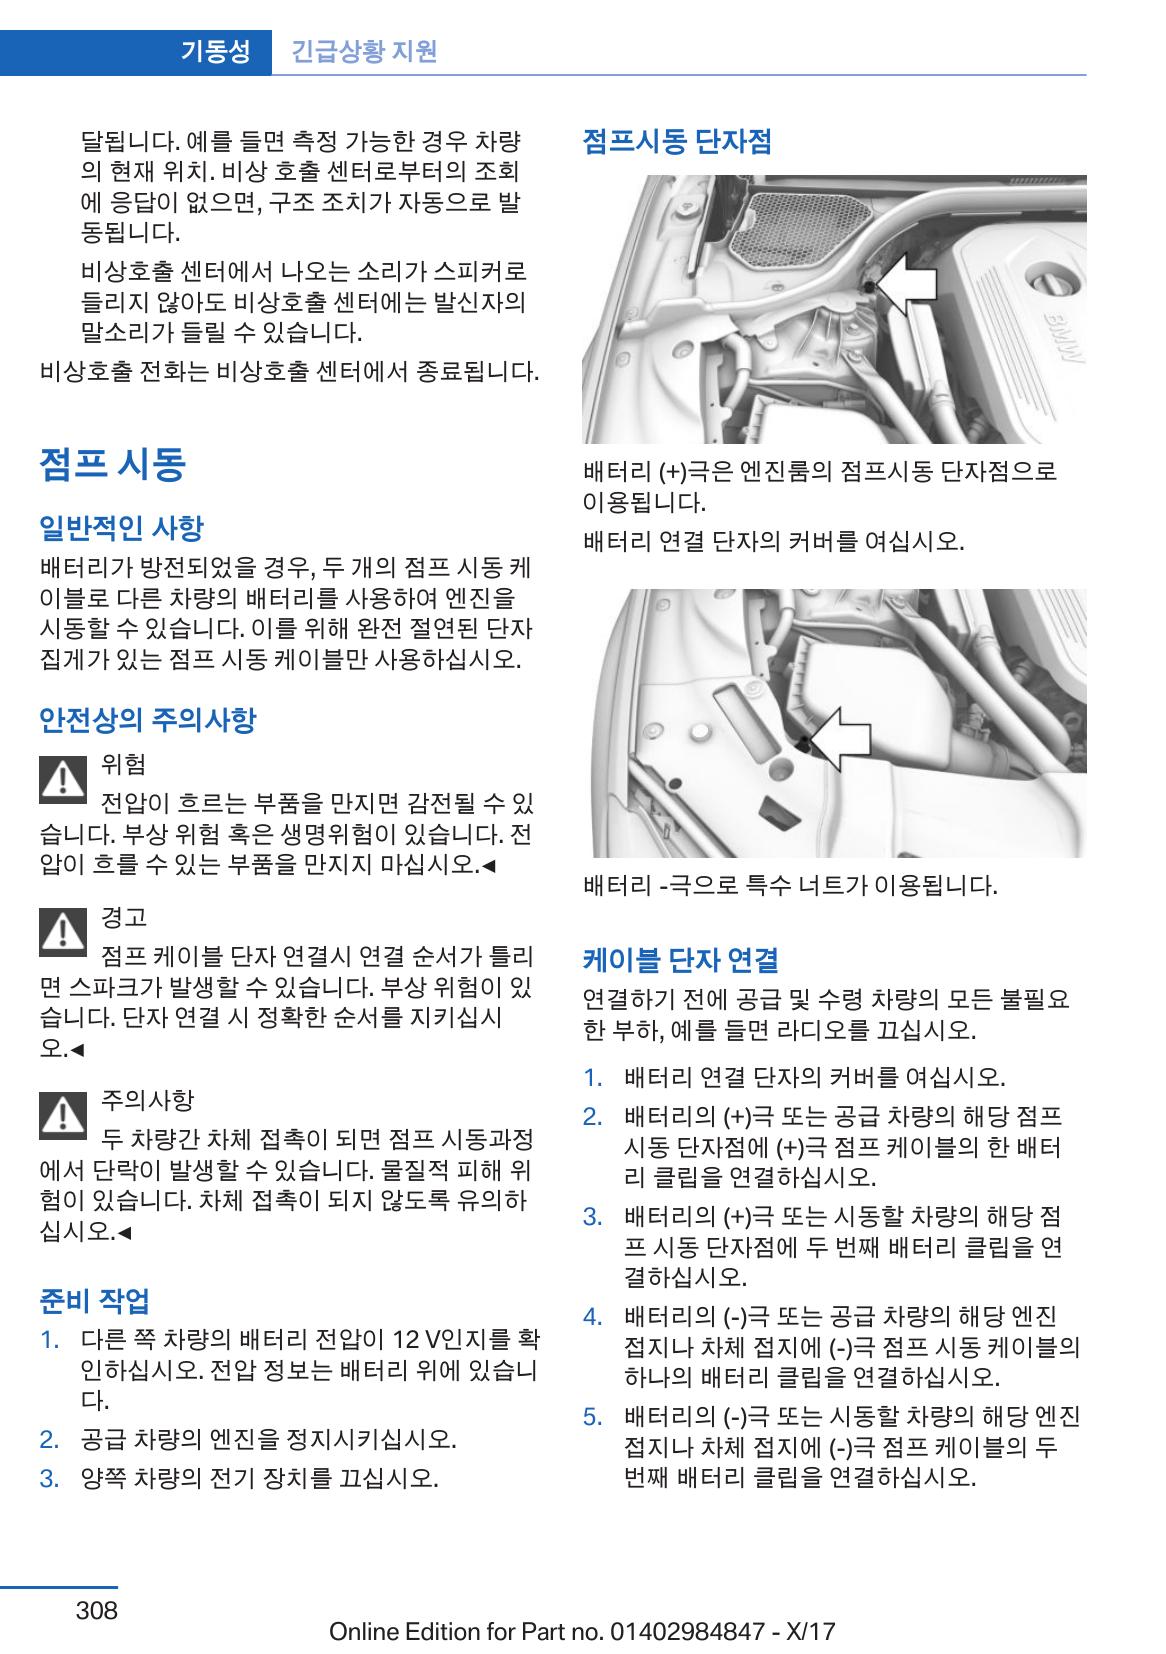 기동성 긴급상황 지원
달됩니다. 예를 들면 측정 가능한 경우 차량
의 현재 위치. 비상 호출 센터로부터의 조회
에 응답이 없으면, 구조 조치가 자동으로 발
동됩니다.
비상호출 센터에서 나오는 소리가 스피커로
들리지 않아도 비상호출 센터에는 발신자의
말소리가 들릴 수 있습니다.
비상호출 전화는 비상호출 센터에서 종료됩니다.
점프 시동
일반적인 사항
배터리가 방전되었을 경우, 두 개의 점프 시동 케
이블로 다른 차량의 배터리를 사용하여 엔진을
시동할 수 있습니다. 이를 위해 완전 절연된 단자
집게가 있는 점프 시동 케이블만 사용하십시오.
안전상의 주의사항
위험
전압이 흐르는 부품을 만지면 감전될 수 있
습니다. 부상 위험 혹은 생명위험이 있습니다. 전
압이 흐를 수 있는 부품을 만지지 마십시오.◄
경고
점프 케이블 단자 연결시 연결 순서가 틀리
면 스파크가 발생할 수 있습니다. 부상 위험이 있
습니다. 단자 연결 시 정확한 순서를 지키십시
오.◄
주의사항
두 차량간 차체 접촉이 되면 점프 시동과정
에서 단락이 발생할 수 있습니다. 물질적 피해 위
험이 있습니다. 차체 접촉이 되지 않도록 유의하
십시오.◄
준비 작업
1. 다른 쪽 차량의 배터리 전압이 12 V인지를 확
인하십시오. 전압 정보는 배터리 위에 있습니
다.
2. 공급 차량의 엔진을 정지시키십시오.
3. 양쪽 차량의 전기 장치를 끄십시오.
점프시동 단자점
BMW
배터리 (+)극은 엔진룸의 점프시동 단자점으로
이용됩니다.
배터리 연결 단자의 커버를 여십시오.
배터리 -극으로 특수 너트가 이용됩니다.
케이블 단자 연결
연결하기 전에 공급 및 수령 차량의 모든 불필요
한 부하, 예를 들면 라디오를 끄십시오.
1. 배터리 연결 단자의 커버를 여십시오.
2. 배터리의 (+)극 또는 공급 차량의 해당 점프
시동 단자점에 (+)극 점프 케이블의 한 배터
리 클립을 연결하십시오.
3. 배터리의 (+)극 또는 시동할 차량의 해당 점
프 시동 단자점에 두 번째 배터리 클립을 연
결하십시오.
4. 배터리의 (-)극 또는 공급 차량의 해당 엔진
접지나 차체 접지에 (-)극 점프 시동 케이블의
하나의 배터리 클립을 연결하십시오.
5. 배터리의 (-)극 또는 시동할 차량의 해당 엔진
접지나 차체 접지에 (-)극 점프 케이블의 두
번째 배터리 클립을 연결하십시오.
308
Online Edition for Part no. 01402984847 - X/17